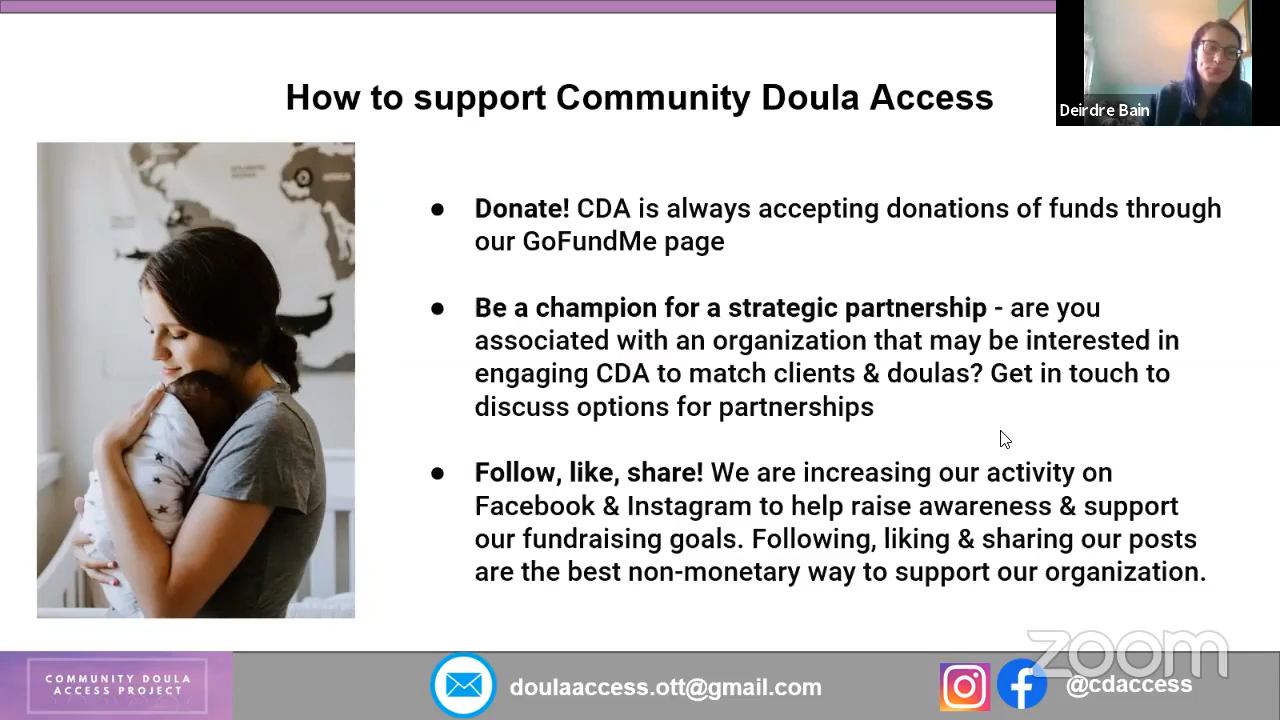 How to support Community Doula Access
Deirdre Bain
● Donate! CDA is always accepting donations of funds through
our GoFundMe page
● Be a champion for a strategic partnership - are you
associated with an organization that may be interested in
engaging CDA to match clients & doulas? Get in touch to
discuss options for partnerships
● Follow, like, share! We are increasing our activity on
Facebook & Instagram to help raise awareness & support
our fundraising goals. Following, liking & sharing our posts
are the best non-monetary way to support our organization.
zoom
COMMUNITY DOULA
ACCESS PROJECT
doulaaccess.ott@gmail.com
@cdaccess